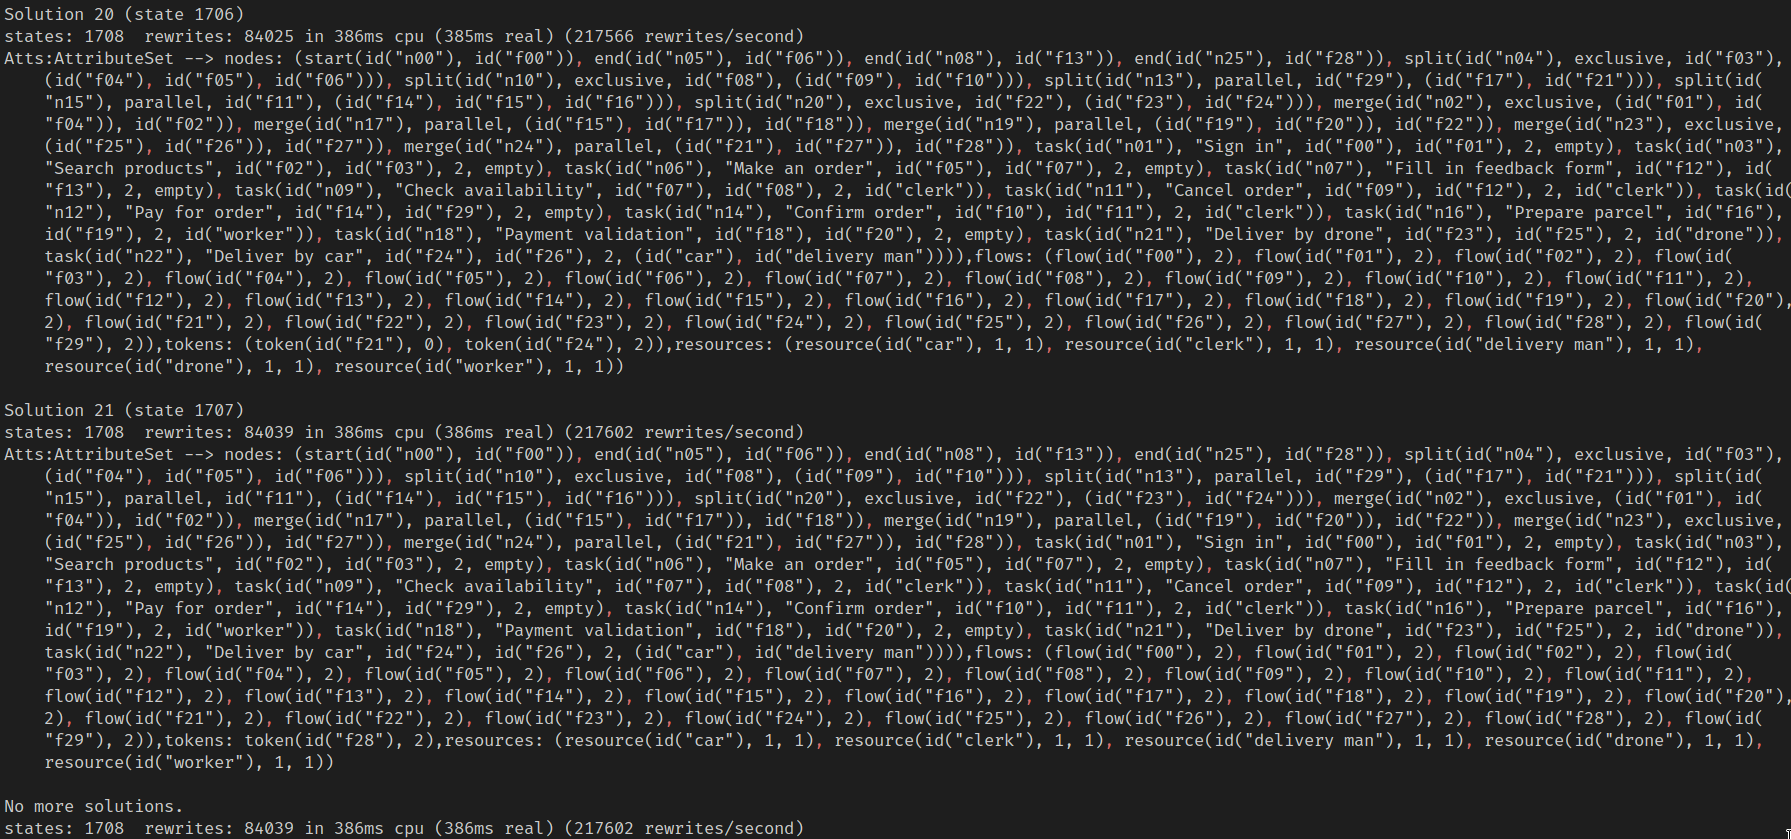 Solution 20 (state 1706)
states: 1708  rewrites: 84025 in 386ms cpu (385ms real) (217566 rewrites/second)
Atts:AttributeSet --> nodes: (start(id("n00"), id("f00")), end(id("n05"), id("f06")), end(id("n08"), id("f13")), end(id("n25"), id("f28")), split(id("n04"), exclusive, id("f03"),
(id("f04"), id("f05"), id("f06"))), split(id("n10"), exclusive, id("f08"), (id("f09"), id("f10"))), split(id("n13"), parallel, id("f29"), (id("f17"), id("f21"))), split(id(
"n15"), parallel, id("f11"), (id("f14"), id("f15"), id("f16"))), split(id("n20"), exclusive, id("f22"), (id("f23"), id("f24"))), merge(id("n02"), exclusive, (id("f01"), id(
"f04")), id("f02")), merge(id("n17"), parallel, (id("f15"), id("f17")), id("f18")), merge(id("n19"), parallel, (id("f19"), id("f20")), id("f22")), merge(id("n23"), exclusive,
(id("f25"), id("f26")), id("f27")), merge(id("n24"), parallel, (id("f21"), id("f27")), id("f28")), task(id("n01"), "Sign in", id("f00"), id("f01"), 2, empty), task(id("n03"),
"Search products", id("f02"), id("f03"), 2, empty), task(id("n06"), "Make an order", id("f05"), id("f07"), 2, empty), task(id("n07"), "Fill in feedback form", id("f12"), id(
"f13"), 2, empty), task(id("n09"), "Check availability", id("f07"), id("f08"), 2, id("clerk")), task(id("n11"), "Cancel order", id("f09"), id("f12"), 2, id("clerk")), task(id(
"n12"), "Pay for order", id("f14"), id("f29"), 2, empty), task(id("n14"), "Confirm order", id("f10"), id("f11"), 2, id("clerk")), task(id("n16"), "Prepare parcel", id("f16"),
id("f19"), 2, id("worker")), task(id("n18"), "Payment validation", id("f18"), id("f20"), 2, empty), task(id("n21"), "Deliver by drone", id("f23"), id("f25"), 2, id("drone")),
task(id("n22"), "Deliver by car", id("f24"), id("f26"), 2, (id("car"), id("delivery man")))),flows: (flow(id("f00"), 2), flow(id("f01"), 2), flow(id("f02"), 2), flow(id(
"f03"), 2), flow(id("f04"), 2), flow(id("f05"), 2), flow(id("f06"), 2), flow(id("f07"), 2), flow(id("f08"), 2), flow(id("f09"), 2), flow(id("f10"), 2), flow(id("f11"), 2),
flow(id("f12"), 2), flow(id("f13"), 2), flow(id("f14"), 2), flow(id("f15"), 2), flow(id("f16"), 2), flow(id("f17"), 2), flow(id("f18"), 2), flow(id("f19"), 2), flow(id("f20"),
2), flow(id("f21"), 2), flow(id("f22"), 2), flow(id("f23"), 2), flow(id("f24"), 2), flow(id("f25"), 2), flow(id("f26"), 2), flow(id("f27"), 2), flow(id("f28"), 2), flow(id(
"f29"), 2)),tokens: (token(id("f21"), 0), token(id("f24"), 2)),resources: (resource(id("car"), 1, 1), resource(id("clerk"), 1, 1), resource(id("delivery man"), 1, 1),
resource(id("drone"), 1, 1), resource(id("worker"), 1, 1))
Solution 21 (state 1707)
states: 1708  rewrites: 84039 in 386ms cpu (386ms real) (217602 rewrites/second)
Atts:AttributeSet --> nodes: (start(id("n00"), id("f00")), end(id("n05"), id("f06")), end(id("n08"), id("f13")), end(id("n25"), id("f28")), split(id("n04"), exclusive, id("f03"),
(id("f04"), id("f05"), id("f06"))), split(id("n10"), exclusive, id("f08"), (id("f09"), id("f10"))), split(id("n13"), parallel, id("f29"), (id("f17"), id("f21"))), split(id(
"n15"), parallel, id("f11"), (id("f14"), id("f15"), id("f16"))), split(id("n20"), exclusive, id("f22"), (id("f23"), id("f24"))), merge(id("n02"), exclusive, (id("f01"), id(
"f04")), id("f02")), merge(id("n17"), parallel, (id("f15"), id("f17")), id("f18")), merge(id("n19"), parallel, (id("f19"), id("f20")), id("f22")), merge(id("n23"), exclusive,
(id("f25"), id("f26")), id("f27")), merge(id("n24"), parallel, (id("f21"), id("f27")), id("f28")), task(id("n01"), "Sign in", id("f00"), id("f01"), 2, empty), task(id("n03"),
"Search products", id("f02"), id("f03"), 2, empty), task(id("n06"), "Make an order", id("f05"), id("f07"), 2, empty), task(id("n07"), "Fill in feedback form", id("f12"), id(
"f13"), 2, empty), task(id("n09"), "Check availability", id("f07"), id("f08"), 2, id("clerk")), task(id("n11"), "Cancel order", id("f09"), id("f12"), 2, id("clerk")), task(id(
"n12"), "Pay for order", id("f14"), id("f29"), 2, empty), task(id("n14"), "Confirm order", id("f10"), id("f11"), 2, id("clerk")), task(id("n16"), "Prepare parcel", id("f16"),
id("f19"), 2, id("worker")), task(id("n18"), "Payment validation", id("f18"), id("f20"), 2, empty), task(id("n21"), "Deliver by drone", id("f23"), id("f25"), 2, id("drone")),
task(id("n22"), "Deliver by car", id("f24"), id("f26"), 2, (id("car"), id("delivery man")))),flows: (flow(id("f00"), 2), flow(id("f01"), 2), flow(id("f02"), 2), flow(id(
"f03"), 2), flow(id("f04"), 2), flow(id("f05"), 2), flow(id("f06"), 2), flow(id("f07"), 2), flow(id("f08"), 2), flow(id("f09"), 2), flow(id("f10"), 2), flow(id("f11"), 2),
flow(id("f12"), 2), flow(id("f13"), 2), flow(id("f14"), 2), flow(id("f15"), 2), flow(id("f16"), 2), flow(id("f17"), 2), flow(id("f18"), 2), flow(id("f19"), 2), flow(id("f20"),
2), flow(id("f21"), 2), flow(id("f22"), 2), flow(id("f23"), 2), flow(id("f24"), 2), flow(id("f25"), 2), flow(id("f26"), 2), flow(id("f27"), 2), flow(id("f28"), 2), flow(id(
"f29"), 2)),tokens: token(id("f28"), 2),resources: (resource(id("car"), 1, 1), resource(id("clerk"), 1, 1), resource(id("delivery man"), 1, 1), resource(id("drone"), 1, 1),
resource(id("worker"), 1, 1))
No more solutions.
states: 1708  rewrites: 84039 in 386ms cpu (386ms real) (217602 rewrites/second)